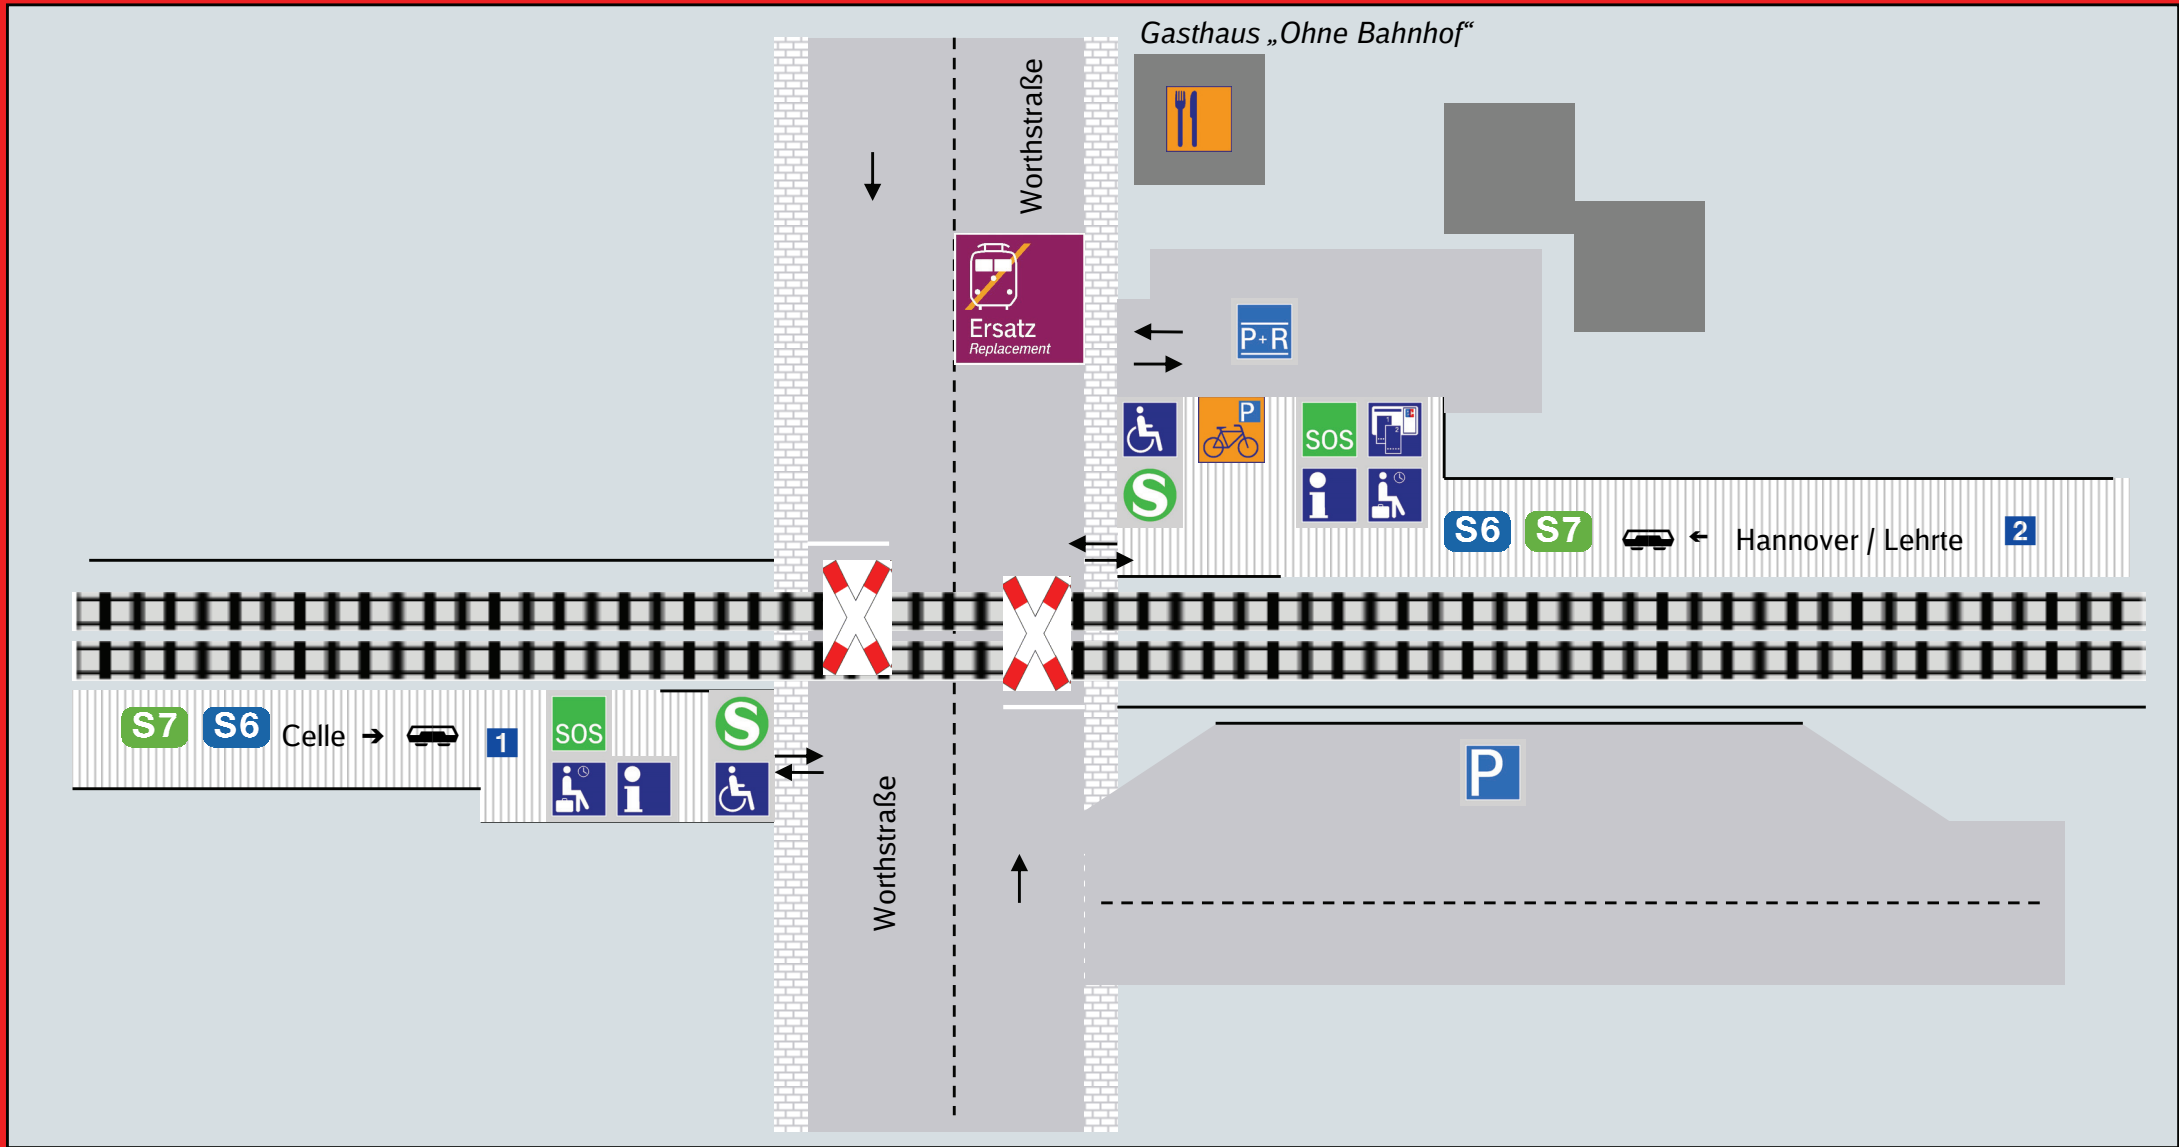 Gasthaus „Ohne Bahnhof“
Worthstraße
Ersatz
Replacement
P+R
P
SOS
S
i
S6 S7 Hannover / Lehrte 2
S7 S6 Celle 1
SOS
S
i
P
Worthstraße